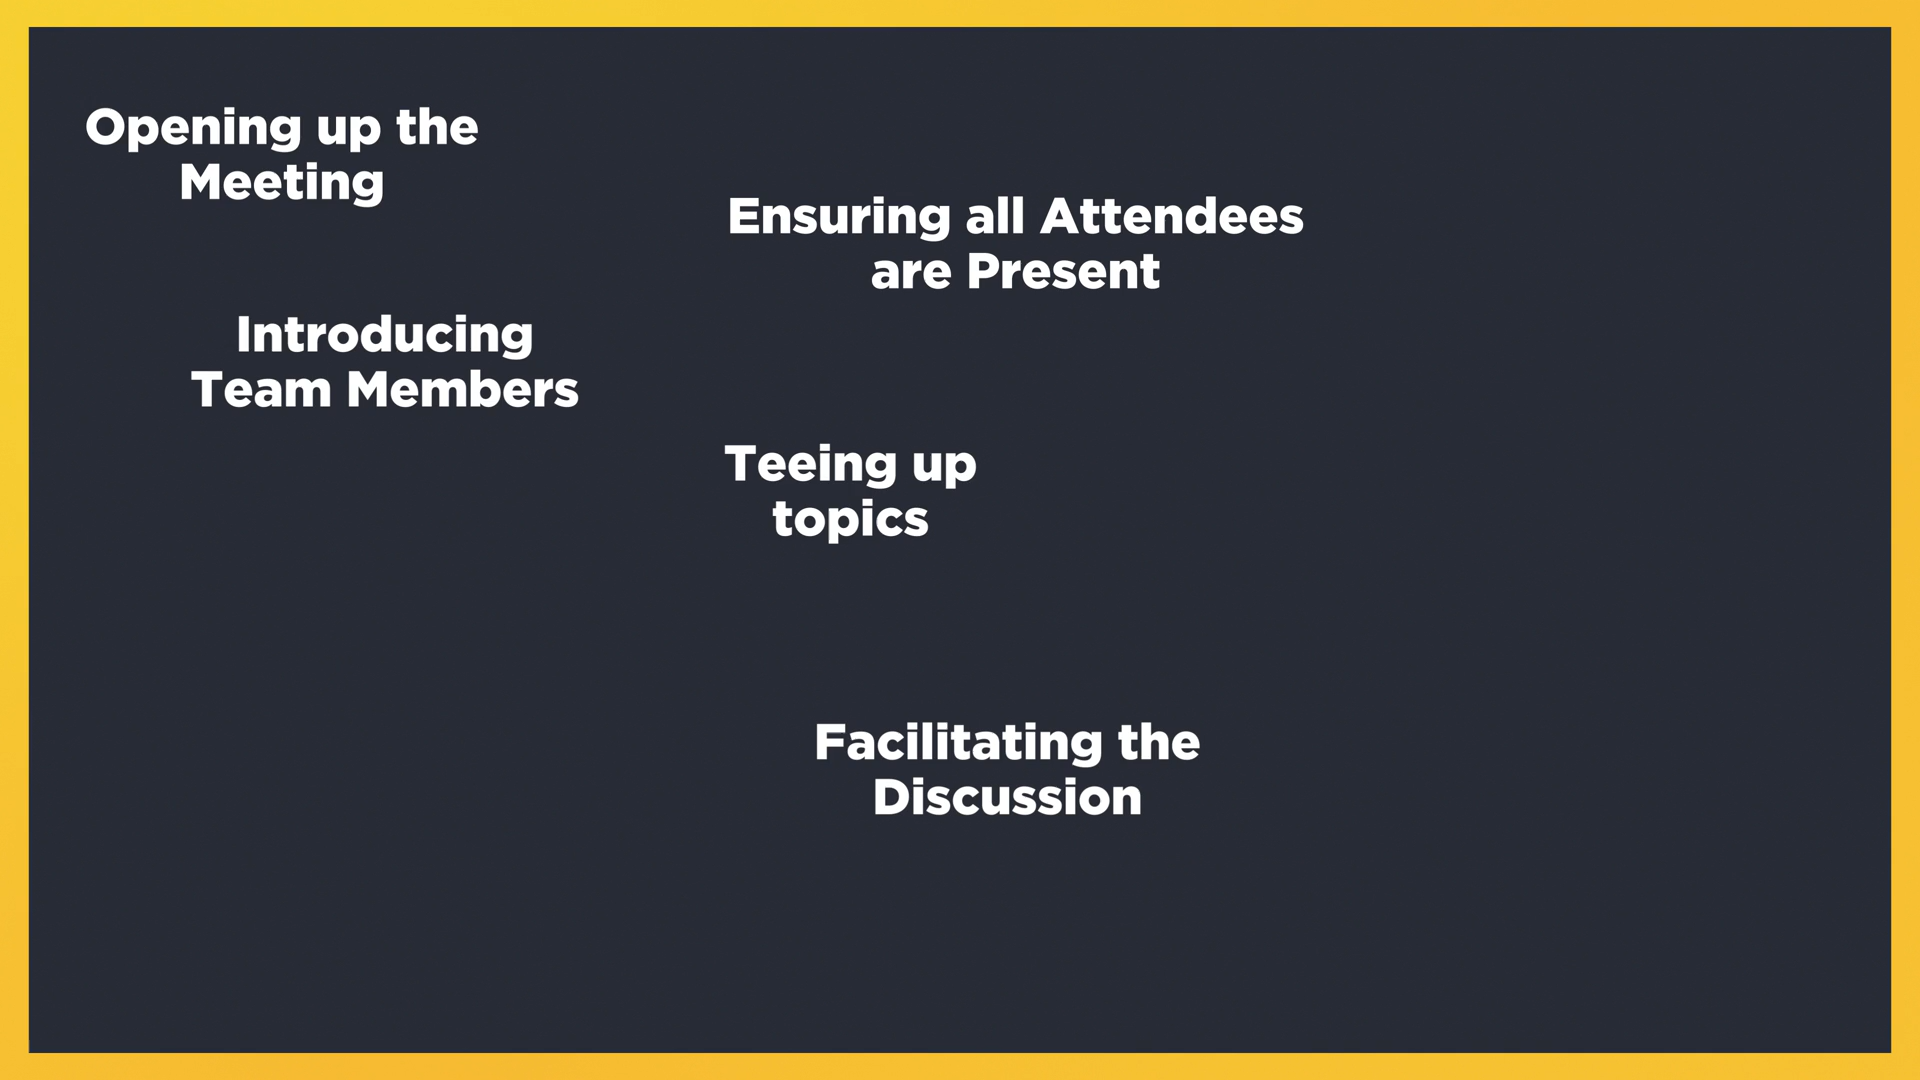 Opening up the
Meeting
Ensuring all Attendees
are Present
Introducing
Team Members
Teeing up
topics
Facilitating the
Discussion